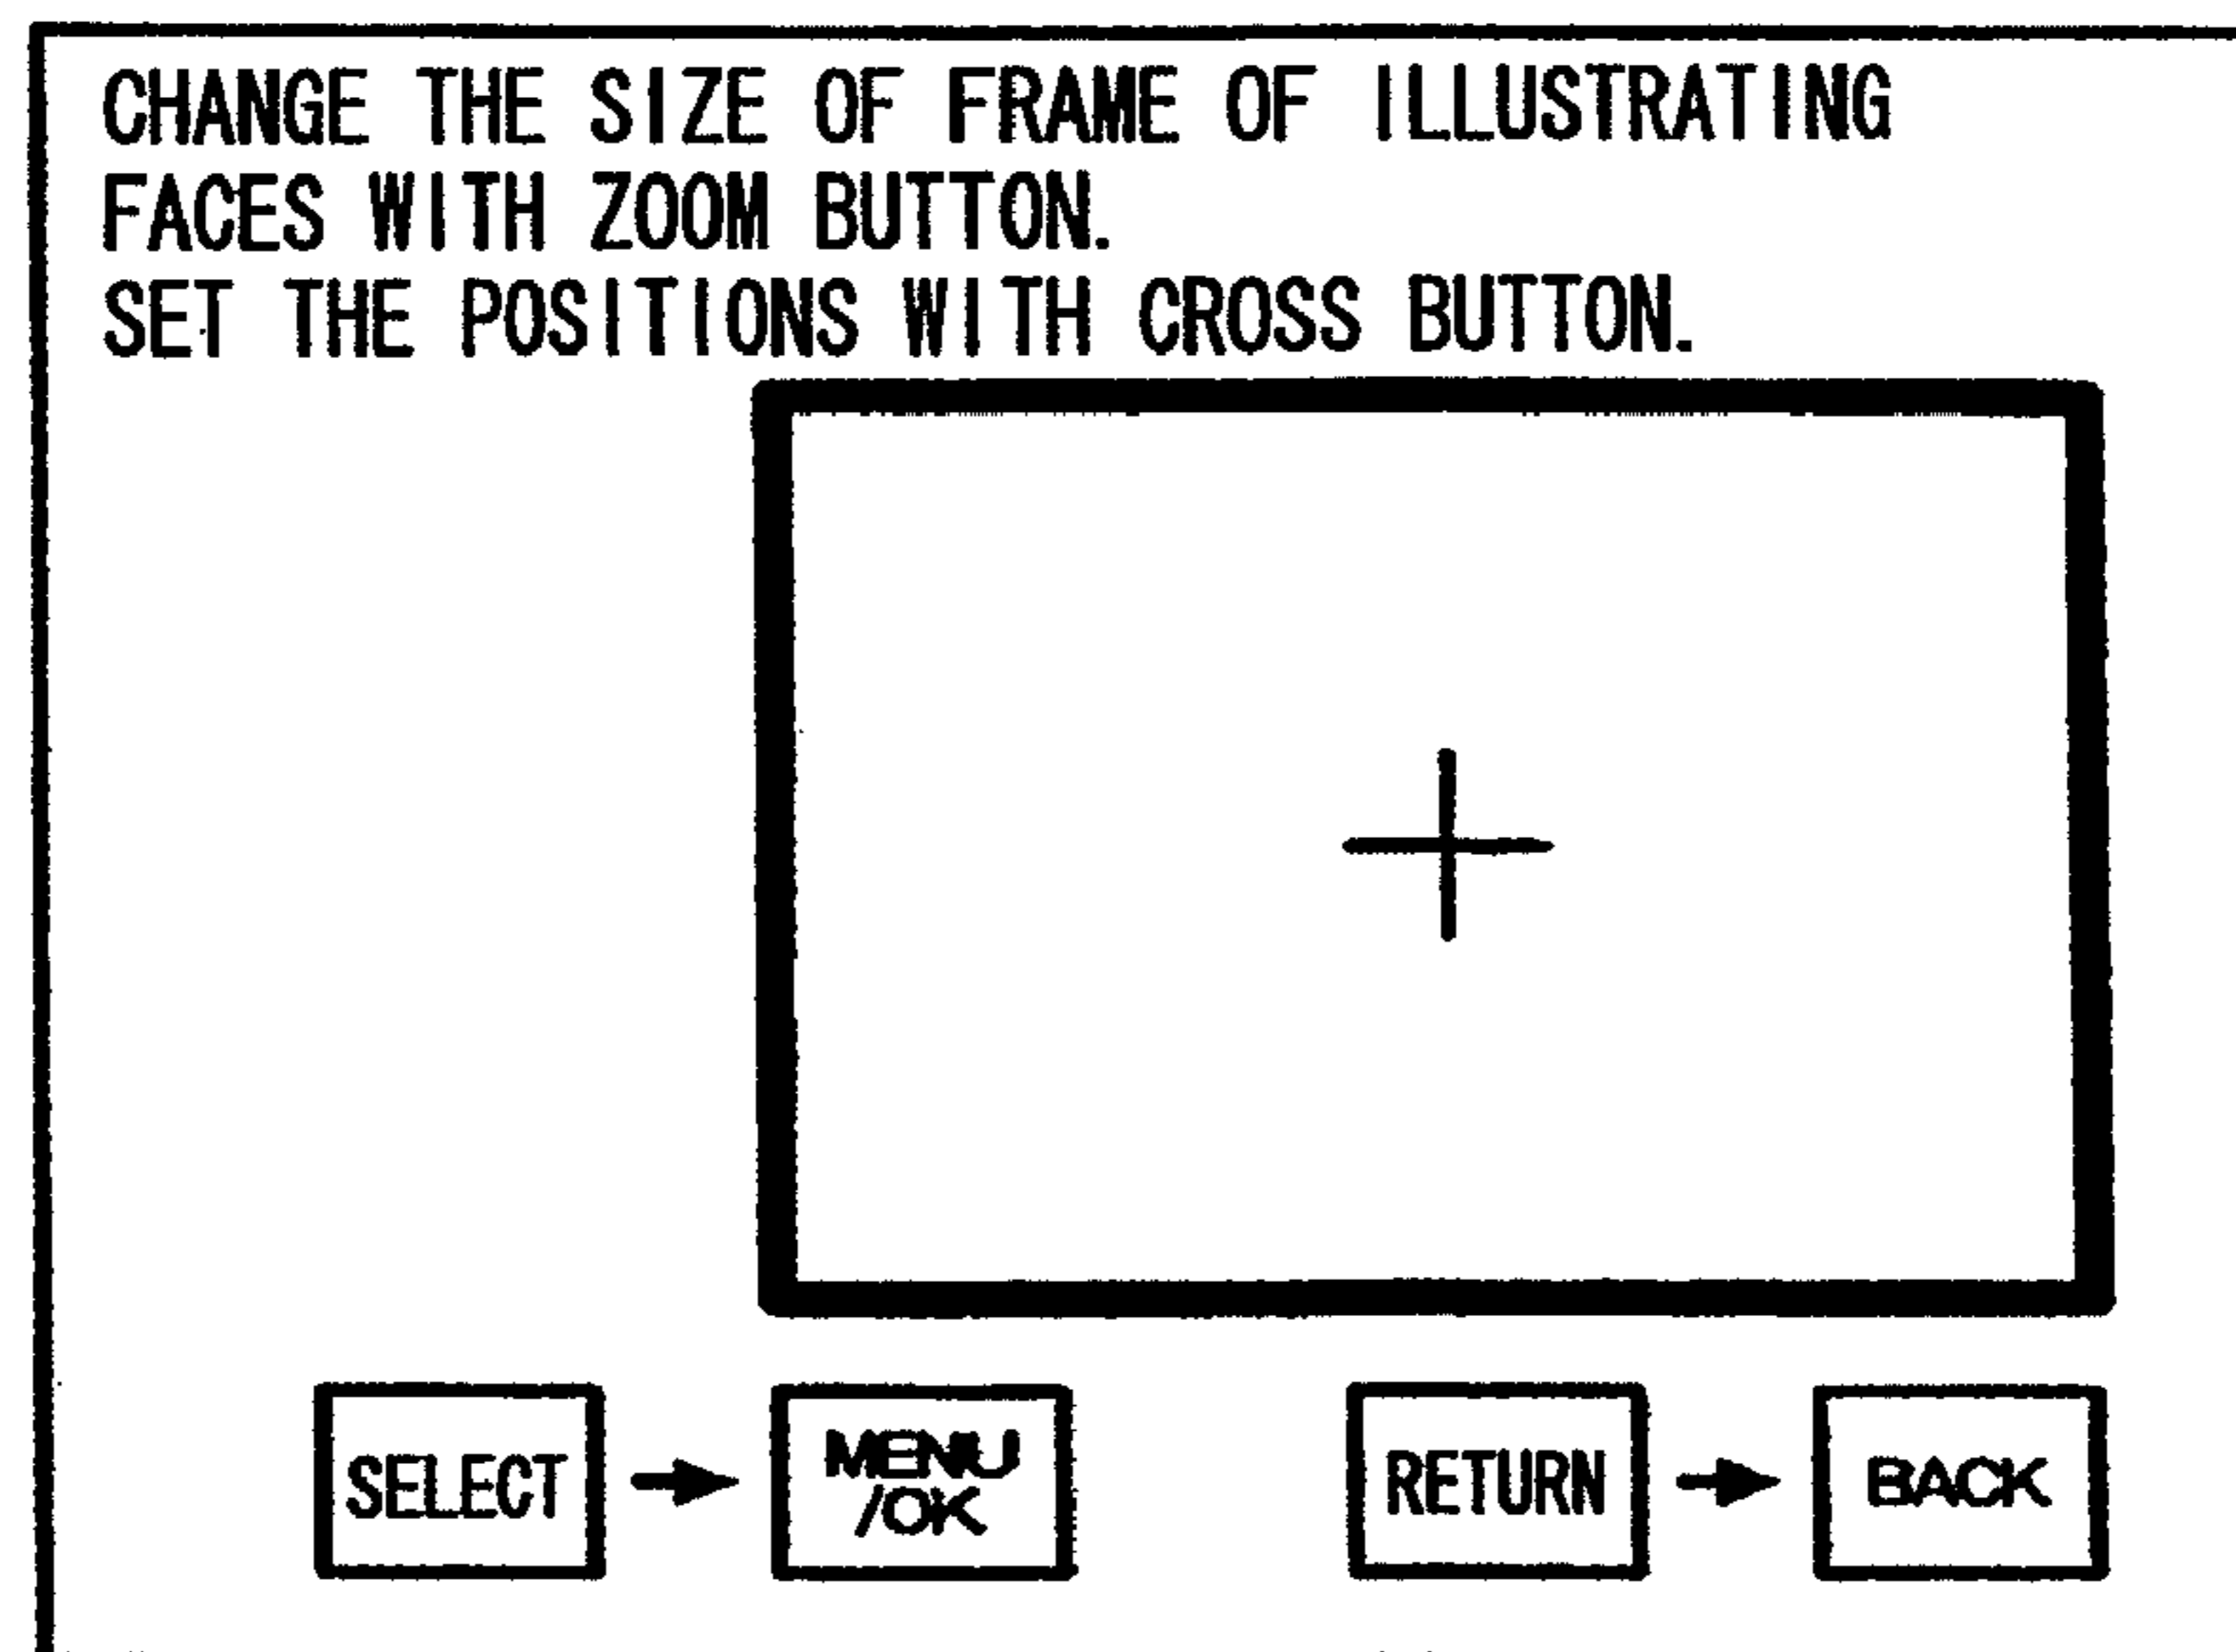 CHANGE THE SIZE OF FRAME OF ILLUSTRATING
FACES WITH ZOOM BUTTON.
SET THE POSITIONS WITH CROSS BUTTON.
SELECT
MENU
/OK
RETURN
BACK